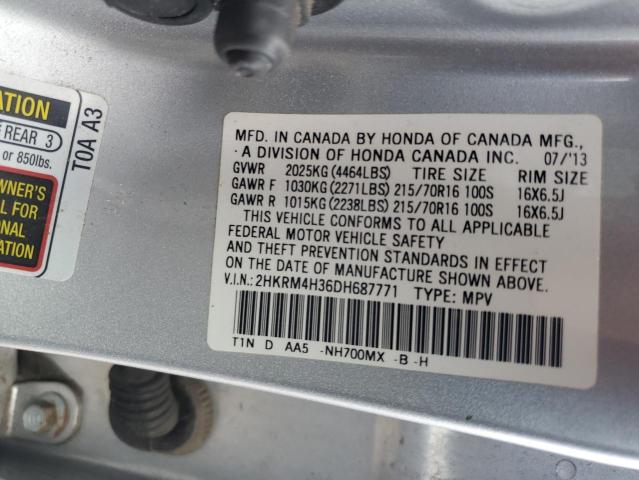 ATION
REAR 3
or 850lbs.
WNER'S
L FOR
ONAL
ATION
T0A A3
MFD. IN CANADA BY HONDA OF CANADA MFG.,
A DIVISION OF HONDA CANADA INC. 07/'13
GVWR 2025KG (4464LBS) TIRE SIZE RIM SIZE
GAWR F 1030KG (2271LBS) 215/70R16 100S 16X6.5J
GAWR R 1015KG (2238LBS) 215/70R16 100S 16X6.5J
THIS VEHICLE CONFORMS TO ALL APPLICABLE
FEDERAL MOTOR VEHICLE SAFETY
AND THEFT PREVENTION STANDARDS IN EFFECT
ON THE DATE OF MANUFACTURE SHOWN ABOVE.
V.I.N.: 2HKRM4H36DH687771 TYPE: MPV
T1N D AA5 -NH700MX -B -H